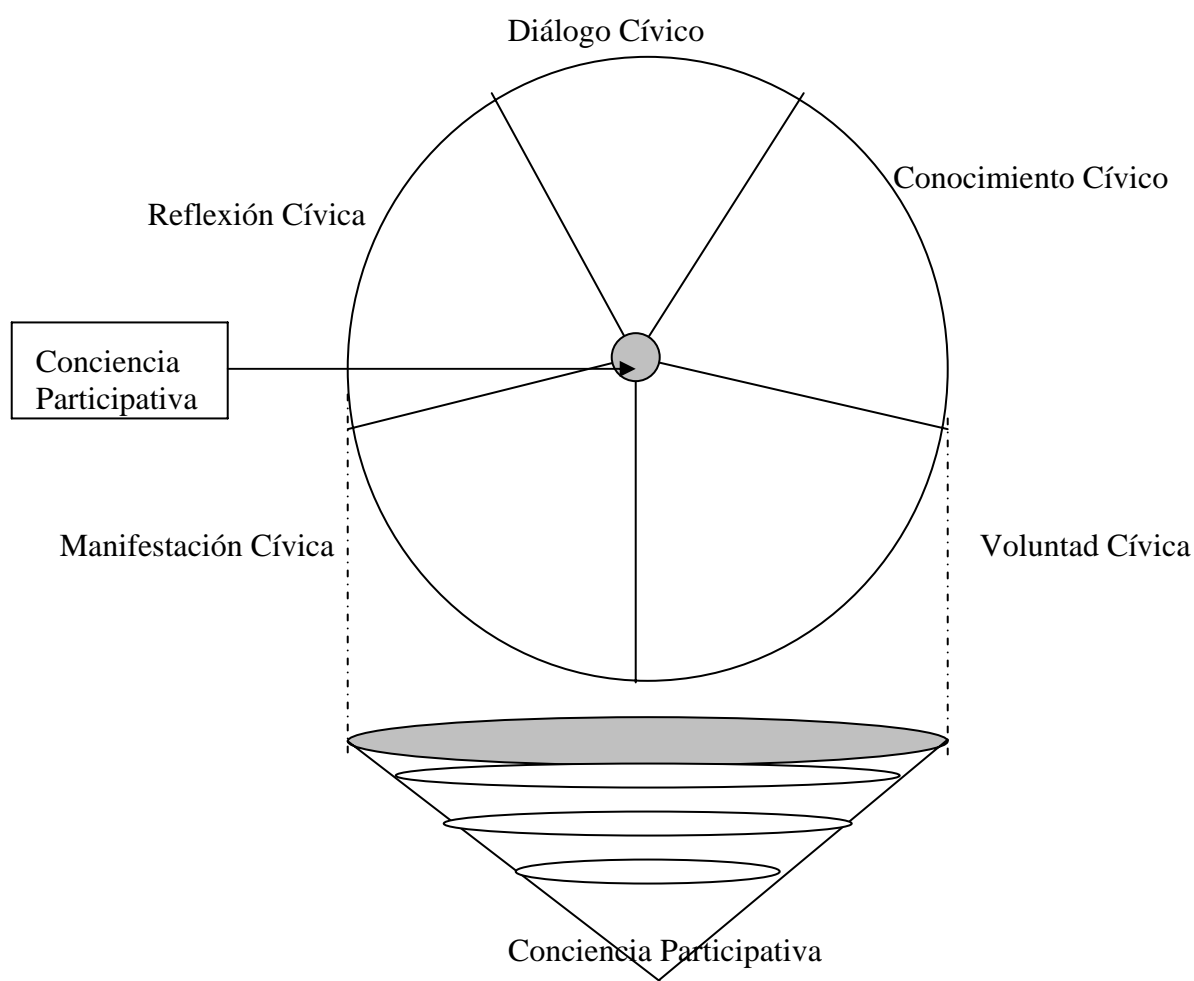 Diálogo Cívico
Conocimiento Cívico
Reflexión Cívica
Conciencia
Participativa
Manifestación Cívica
Voluntad Cívica
Conciencia Participativa